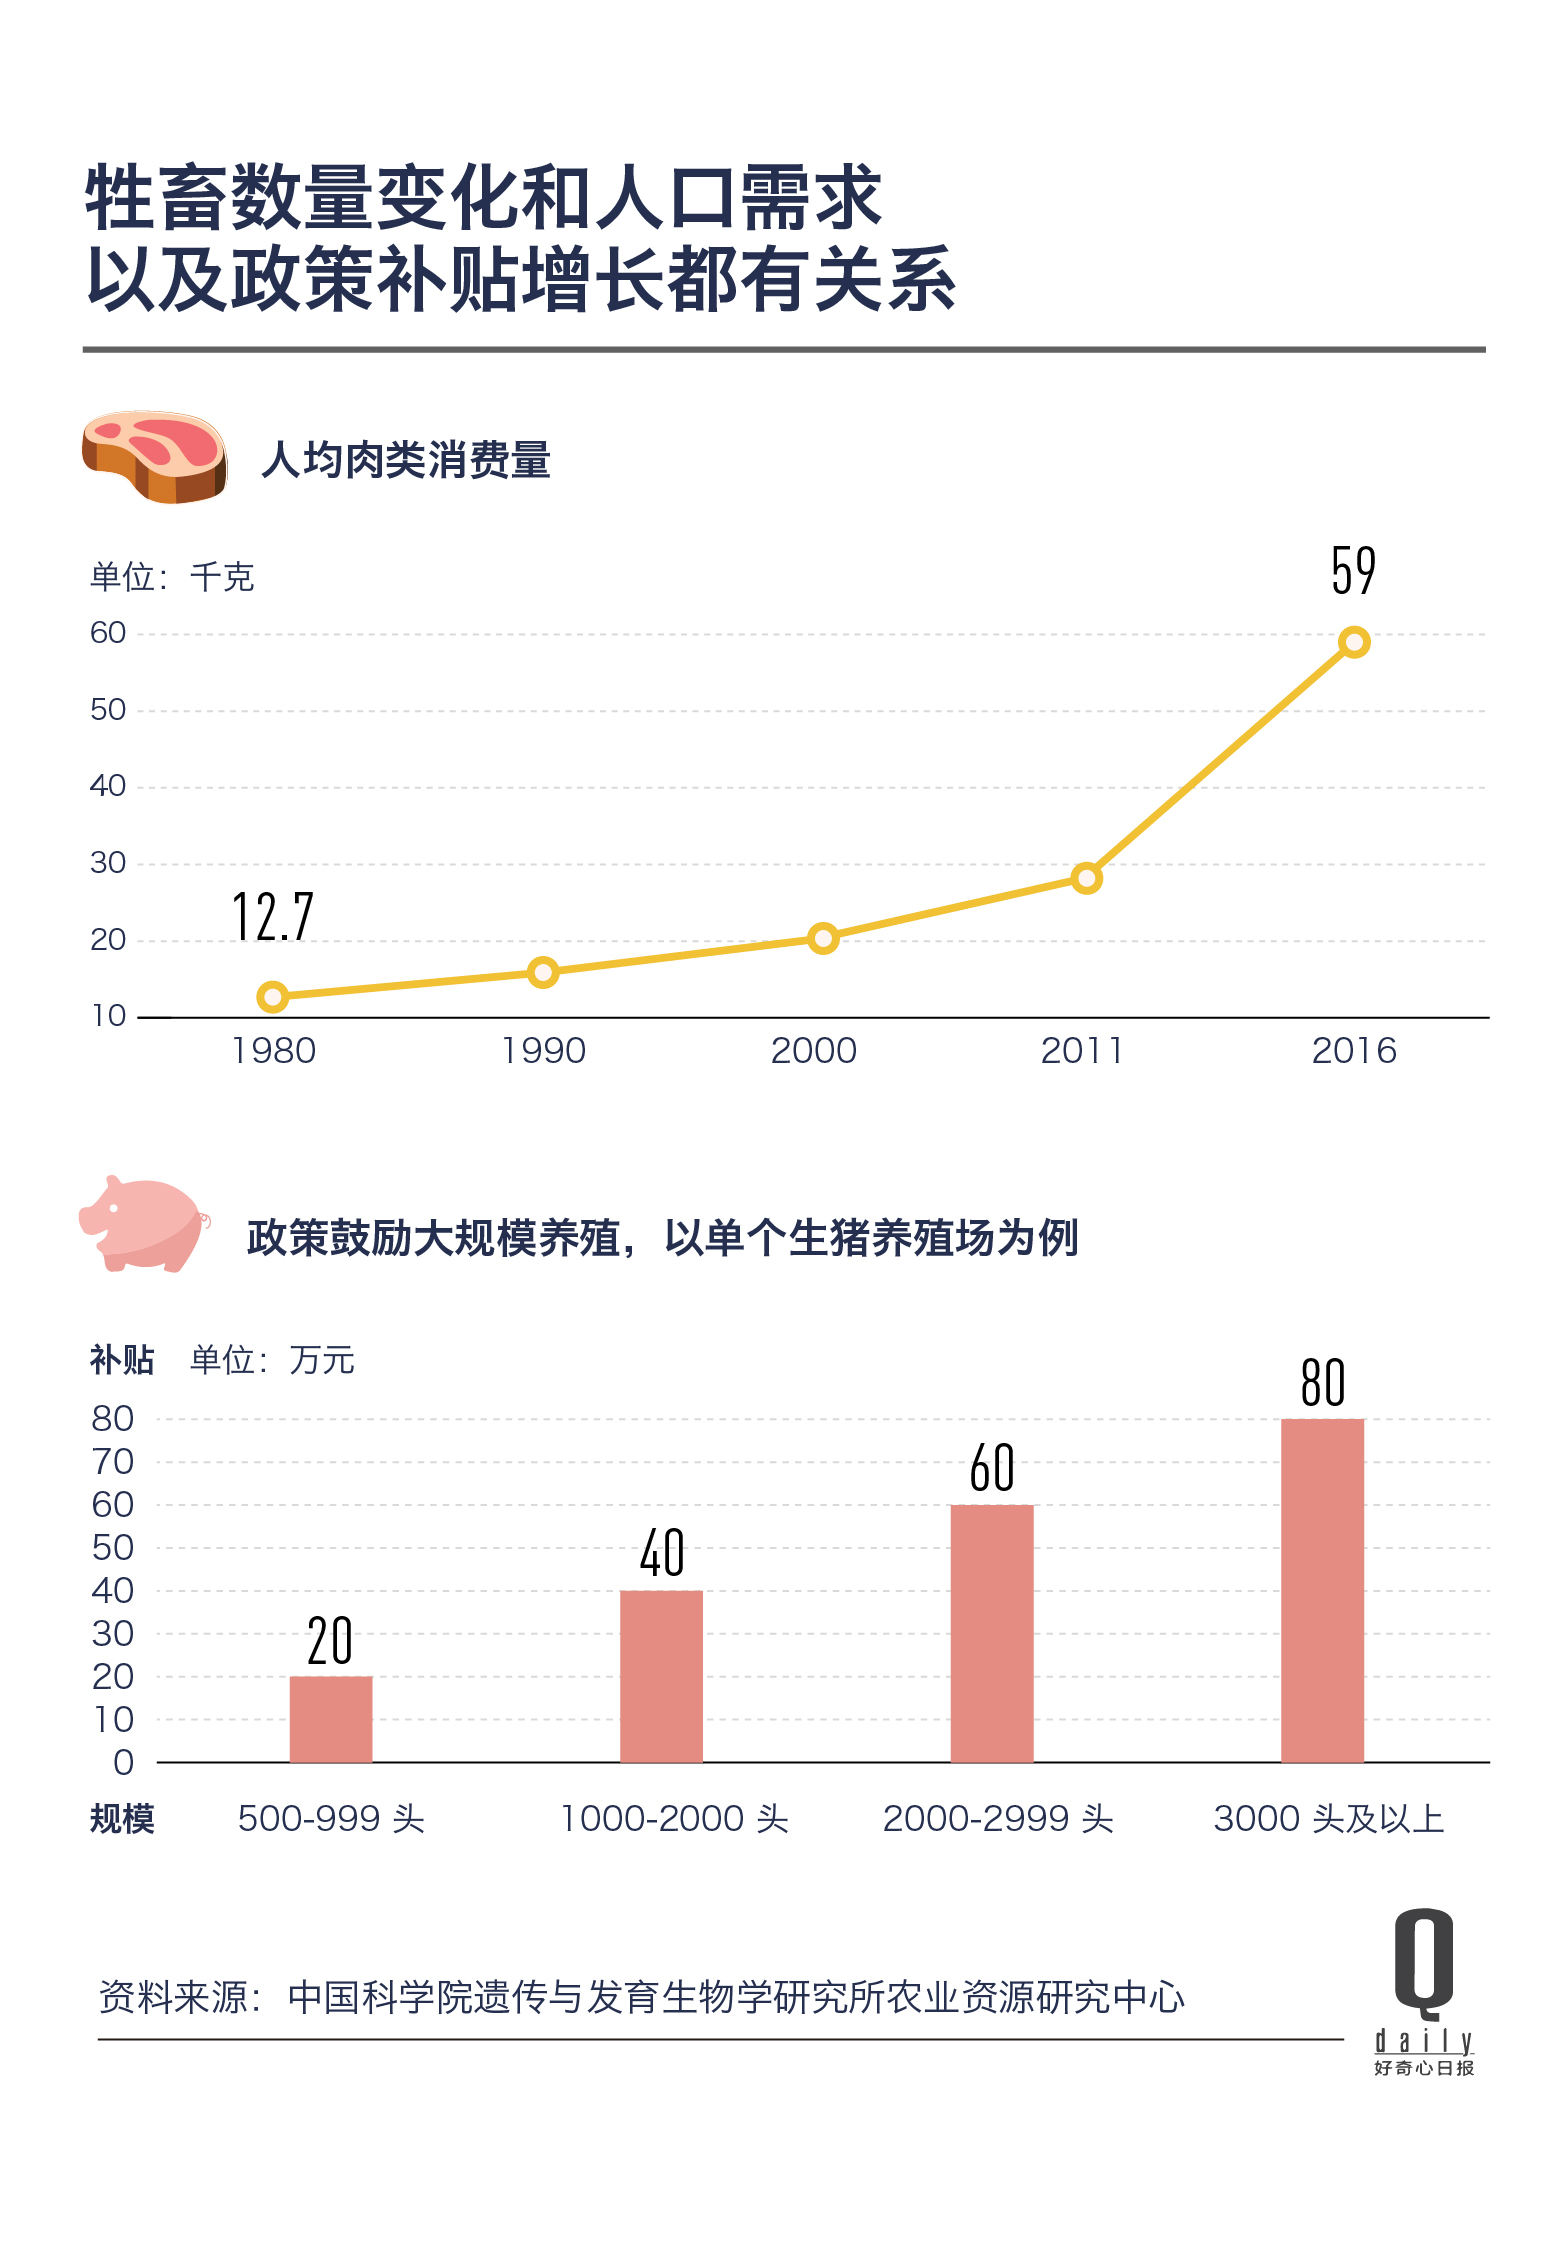 牲畜数量变化和人口需求
以及政策补贴增长都有关系
人均肉类消费量
单位：千克
59
60
50
40
30
12.7
20
10
1980 1990 2000 2011 2016
政策鼓励大规模养殖，以单个生猪养殖场为例
补贴 单位：万元
80
80
70
60
60
50
40
40
30
20
20
10
0
规模 500-999 头 1000-2000 头 2000-2999 头 3000 头及以上
资料来源：中国科学院遗传与发育生物学研究所农业资源研究中心
Q
daily
好奇心日报